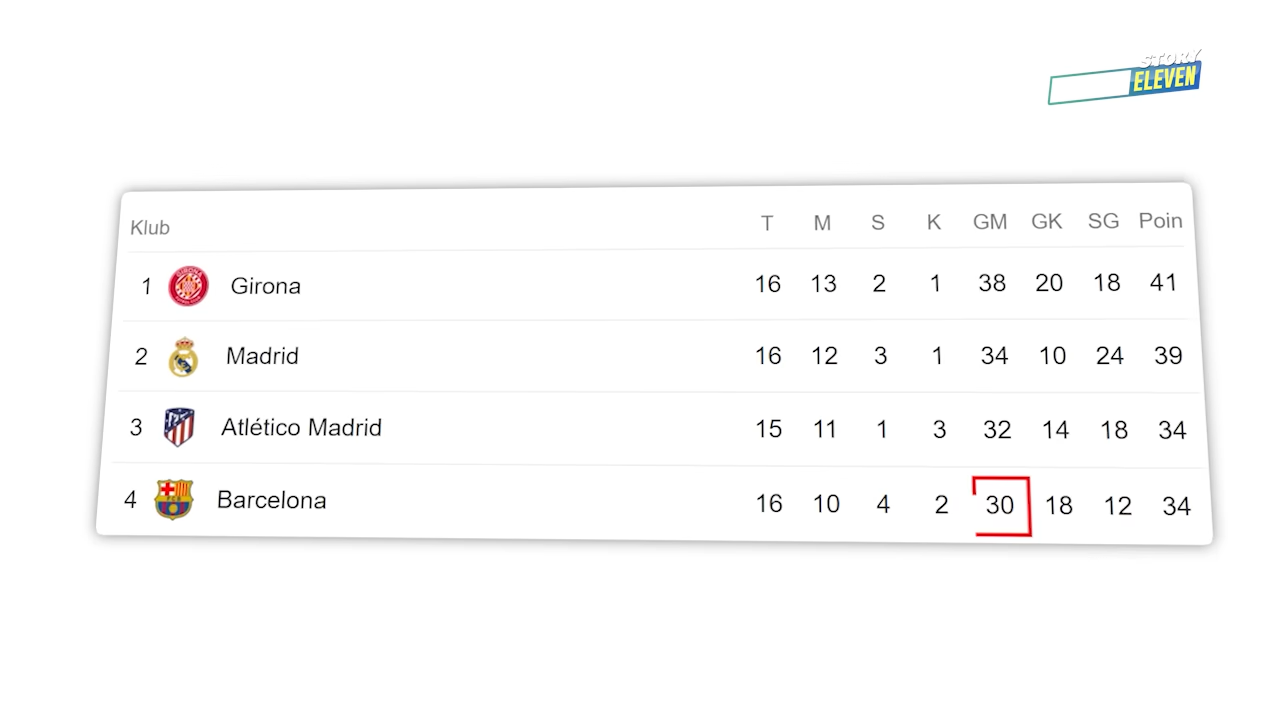 STORY
ELEVEN
Klub T M S K GM GK SG Poin
1 Girona 16 13 2 1 38 20 18 41
2 Madrid 16 12 3 1 34 10 24 39
3 Atlético Madrid 15 11 1 3 32 14 18 34
4 Barcelona 16 10 4 2 30 18 12 34